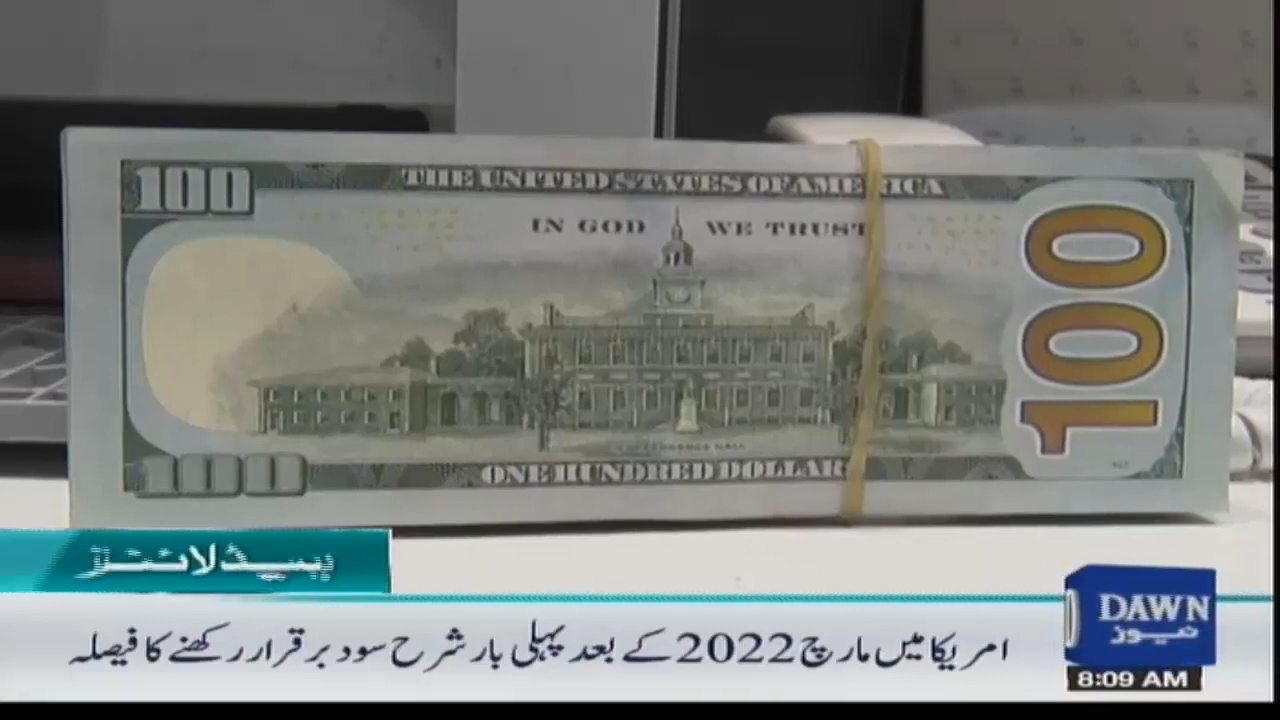 100
THE UNITED STATES OF AMERICA
IN GOD WE TRUST
100
100
ONE HUNDRED DOLLAR
ہیڈلائنز
امریکا میں مارچ 2022 کے بعد پہلی بار شرح سود برقرار رکھنے کا فیصلہ
DAWN
نیوز
8:09 AM